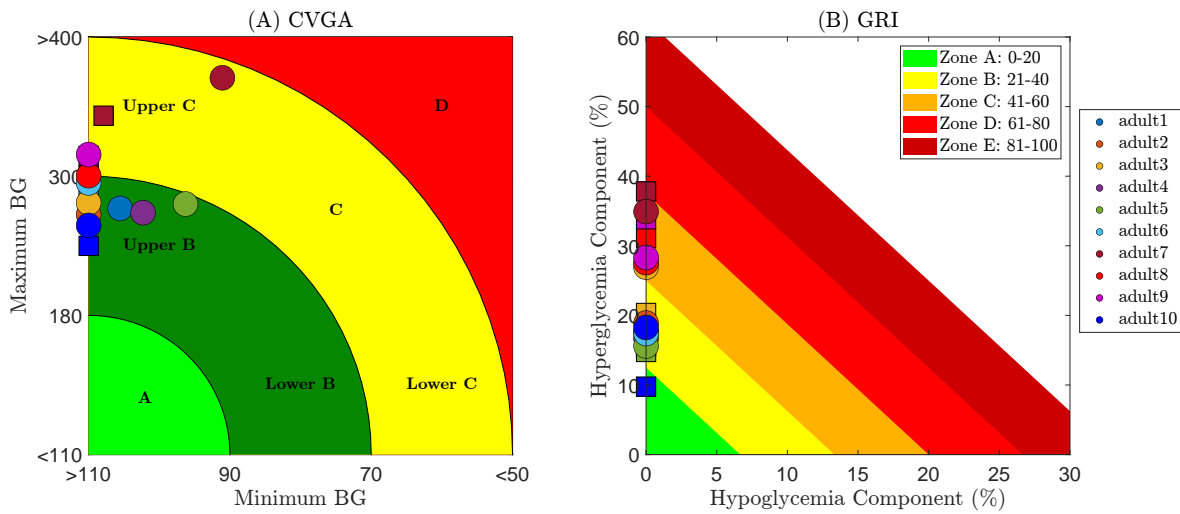 (A) CVGA
>400
300
180
<110
>110
90
70
<50
Maximum BG
Minimum BG
Upper C
D
C
Upper B
Lower B
Lower C
A
(B) GRI
60
50
40
30
20
10
0
0
5
10
15
20
25
30
Hyperglycemia Component (%)
Hypoglycemia Component (%)
Zone A: 0-20
Zone B: 21-40
Zone C: 41-60
Zone D: 61-80
Zone E: 81-100
adult1
adult2
adult3
adult4
adult5
adult6
adult7
adult8
adult9
adult10